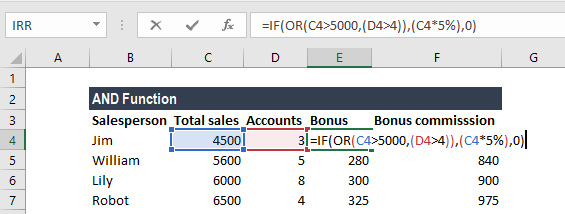 IRR =IF(OR(C4>5000,(D4>4)),(C4*5%),0)
A B C D E F G
1
2 AND Function
3 Salesperson Total sales Accounts Bonus Bonus commisssion
4 Jim 4500 3 =IF(OR(C4>5000,(D4>4)),(C4*5%),0)
5 William 5600 5 280 840
6 Lily 6000 8 300 900
7 Robot 6500 4 325 975